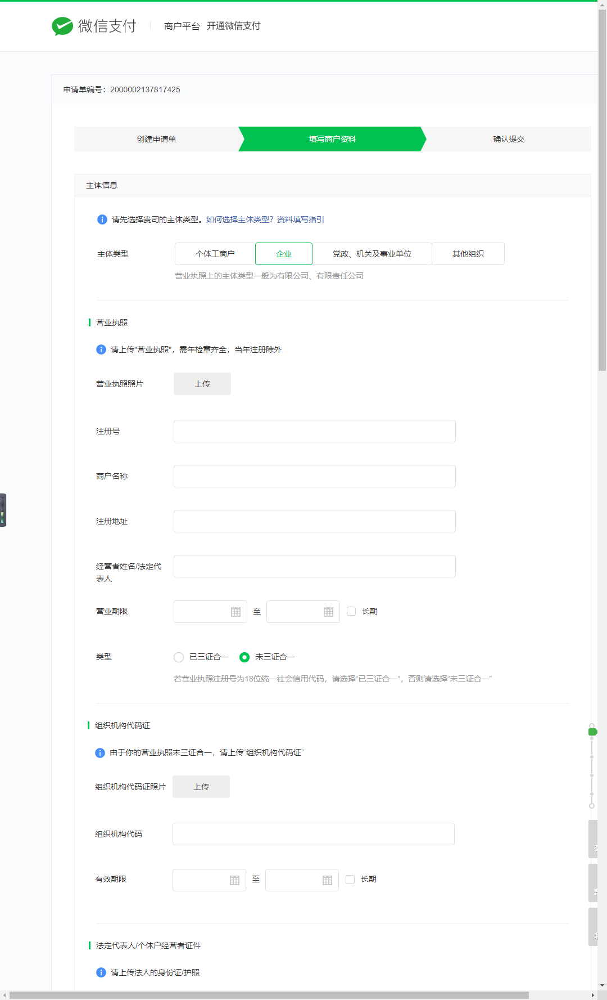 微信支付 商户平台 开通微信支付
申请单编号：2000002137817425
创建申请单 填写商户资料 确认提交
主体信息
请先选择贵司的主体类型。如何选择主体类型？资料填写指引
主体类型 个体工商户 企业 党政、机关及事业单位 其他组织
营业执照上的主体类型一般为有限公司、有限责任公司
营业执照
请上传"营业执照"，需年检章齐全，当年注册除外
营业执照照片 上传
注册号
商户名称
注册地址
经营者姓名/法定代
表人
营业期限 至 长期
类型 已三证合一 未三证合一
若营业执照注册号为18位统一社会信用代码，请选择“已三证合一”，否则请选择“未三证合一”
组织机构代码证
由于你的营业执照未三证合一，请上传“组织机构代码证”
组织机构代码证照片 上传
组织机构代码
有效期限 至 长期
法定代表人/个体户经营者证件
请上传法人的身份证/护照